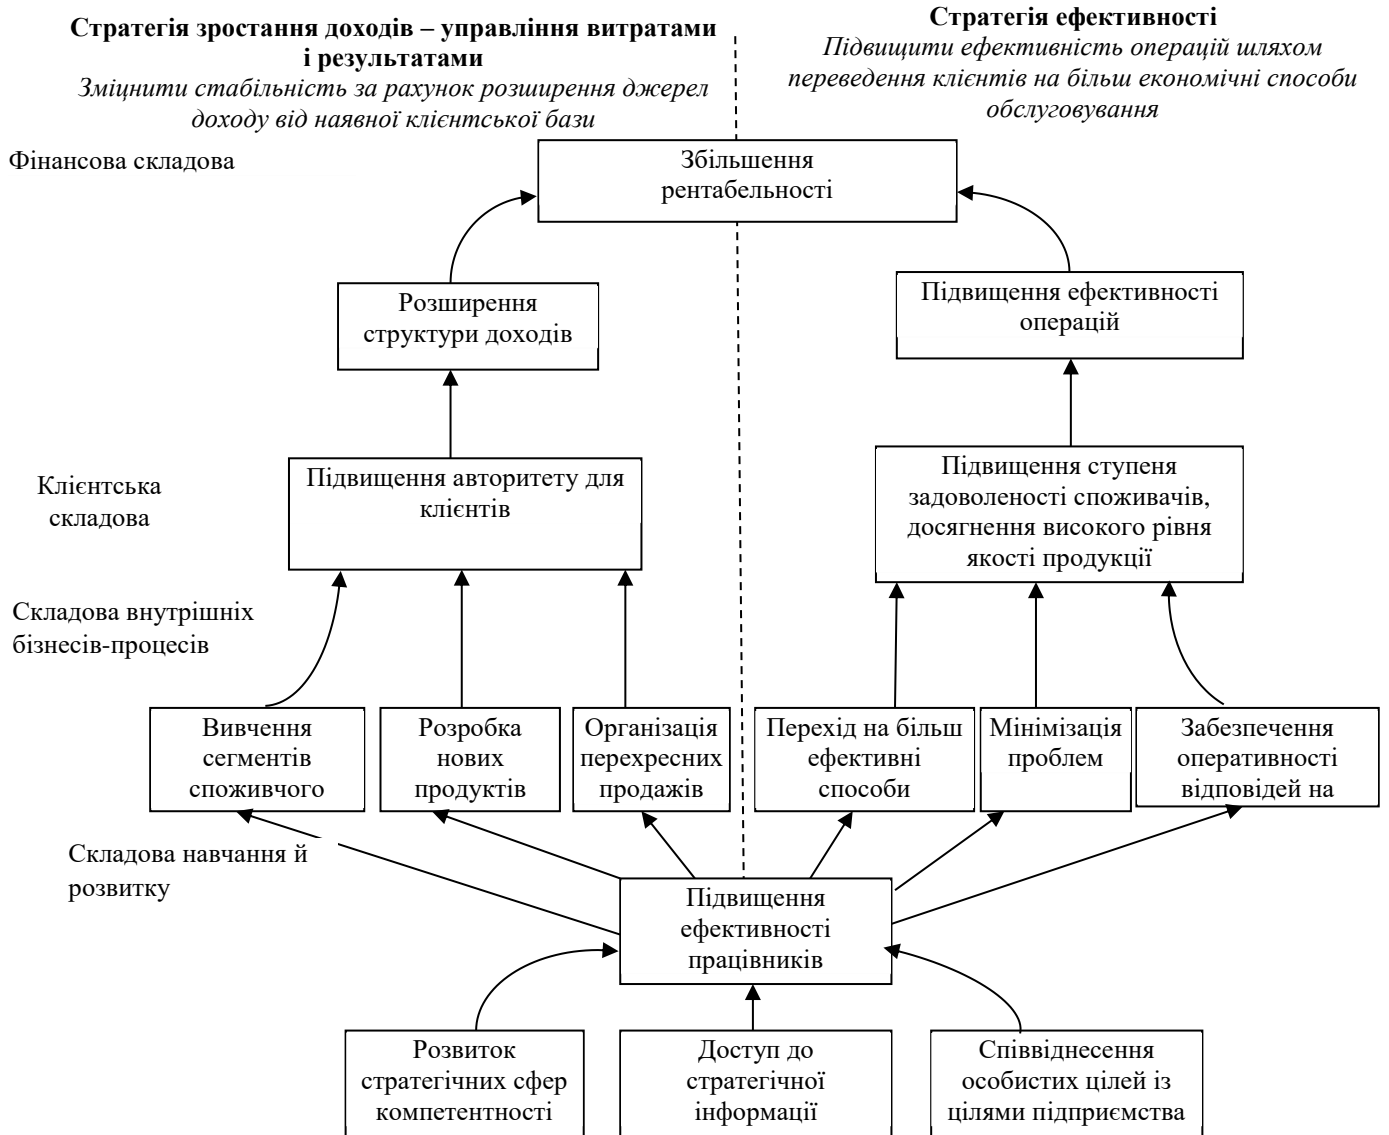 Стратегія зростання доходів – управління витратами
і результатами
Зміцнити стабільність за рахунок розширення джерел
доходу від наявної клієнтської бази
Стратегія ефективності
Підвищити ефективність операцій шляхом
переведення клієнтів на більш економічні способи
обслуговування
Фінансова складова
Збільшення
рентабельності
Розширення
структури доходів
Підвищення ефективності
операцій
Клієнтська
складова
Підвищення авторитету для
клієнтів
Підвищення ступеня
задоволеності споживачів,
досягнення високого рівня
якості продукції
Складова внутрішніх
бізнесів-процесів
Вивчення
сегментів
споживчого
Розробка
нових
продуктів
Організація
перехресних
продажів
Перехід на більш
ефективні
способи
Мінімізація
проблем
Забезпечення
оперативності
відповідей на
Складова навчання й
розвитку
Підвищення
ефективності
працівників
Розвиток
стратегічних сфер
компетентності
Доступ до
стратегічної
інформації
Співвіднесення
особистих цілей із
цілями підприємства